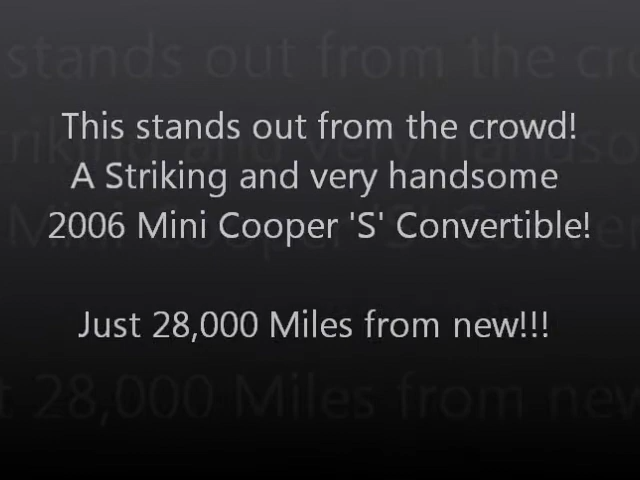 This stands out from the crowd!
A Striking and very handsome
2006 Mini Cooper 'S' Convertible!
Just 28,000 Miles from new!!!